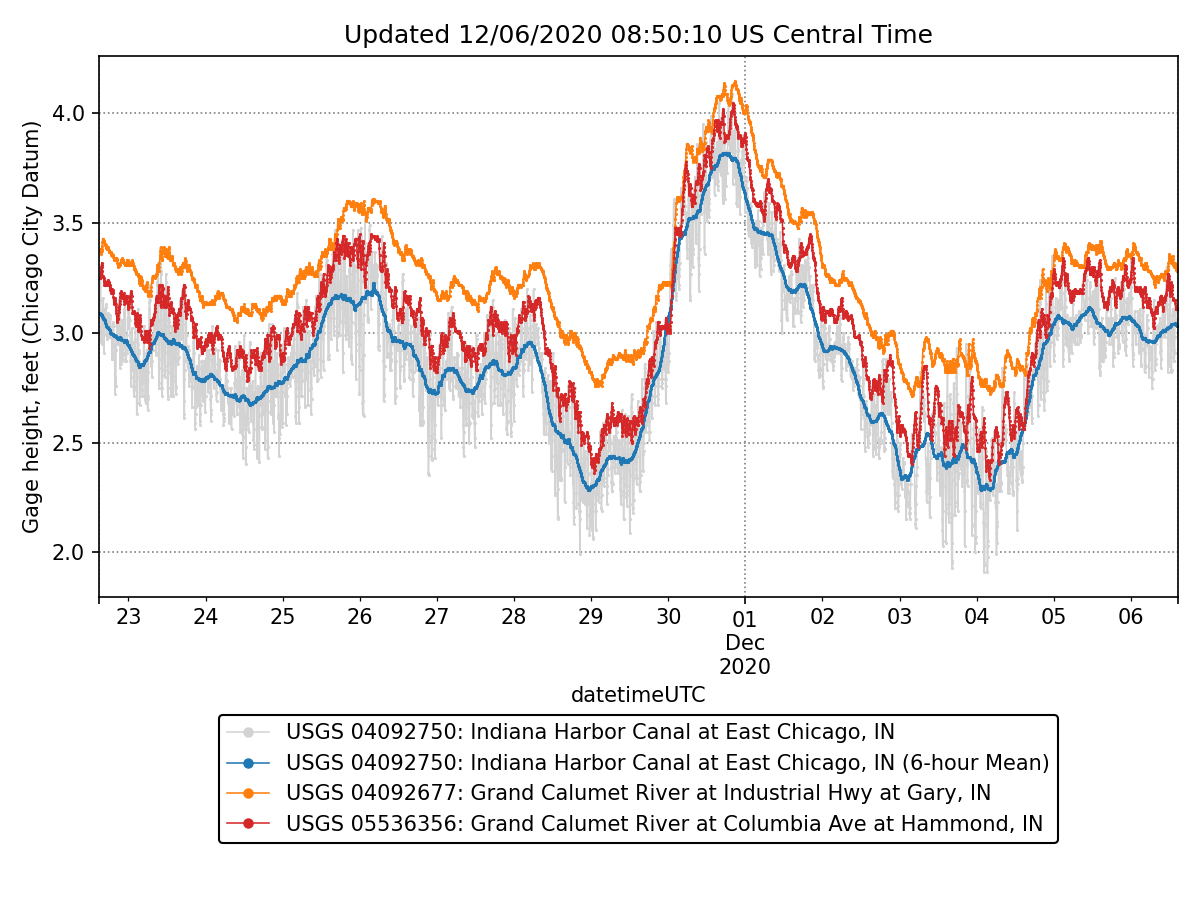 Updated 12/06/2020 08:50:10 US Central Time
Gage height, feet (Chicago City Datum)
4.0
3.5
3.0
2.5
2.0
23 24 25 26 27 28 29 30 01 02 03 04 05 06
Dec
2020
datetimeUTC
USGS 04092750: Indiana Harbor Canal at East Chicago, IN
USGS 04092750: Indiana Harbor Canal at East Chicago, IN (6-hour Mean)
USGS 04092677: Grand Calumet River at Industrial Hwy at Gary, IN
USGS 05536356: Grand Calumet River at Columbia Ave at Hammond, IN